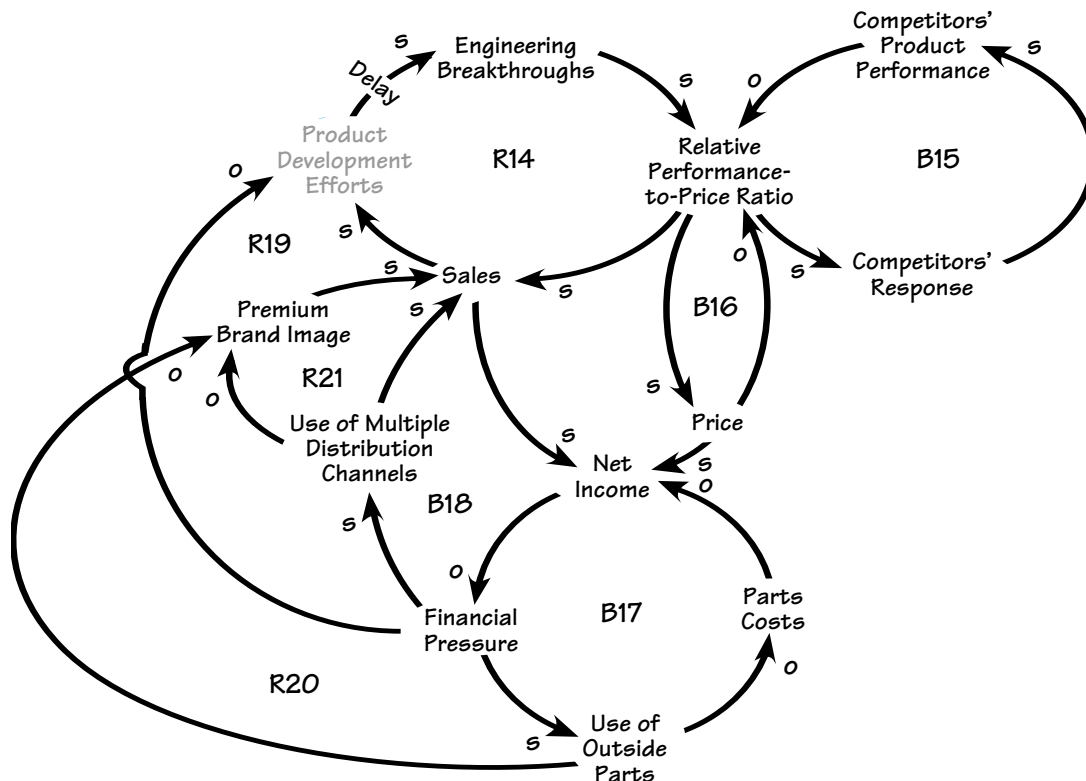 Competitors'
Product
Performance
s
s
Engineering
Breakthroughs
Delay
s
o
Product
Development
Efforts
o
R14
Relative
Performance-
to-Price Ratio
B15
s
R19
s
Sales
s
o
s
Competitors'
Response
Premium
Brand Image
s
B16
o
R21
o
s
Use of Multiple
Distribution
Channels
Price
s
s
o
Net
Income
B18
s
o
Financial
Pressure
B17
Parts
Costs
o
R20
s
Use of
Outside
Parts